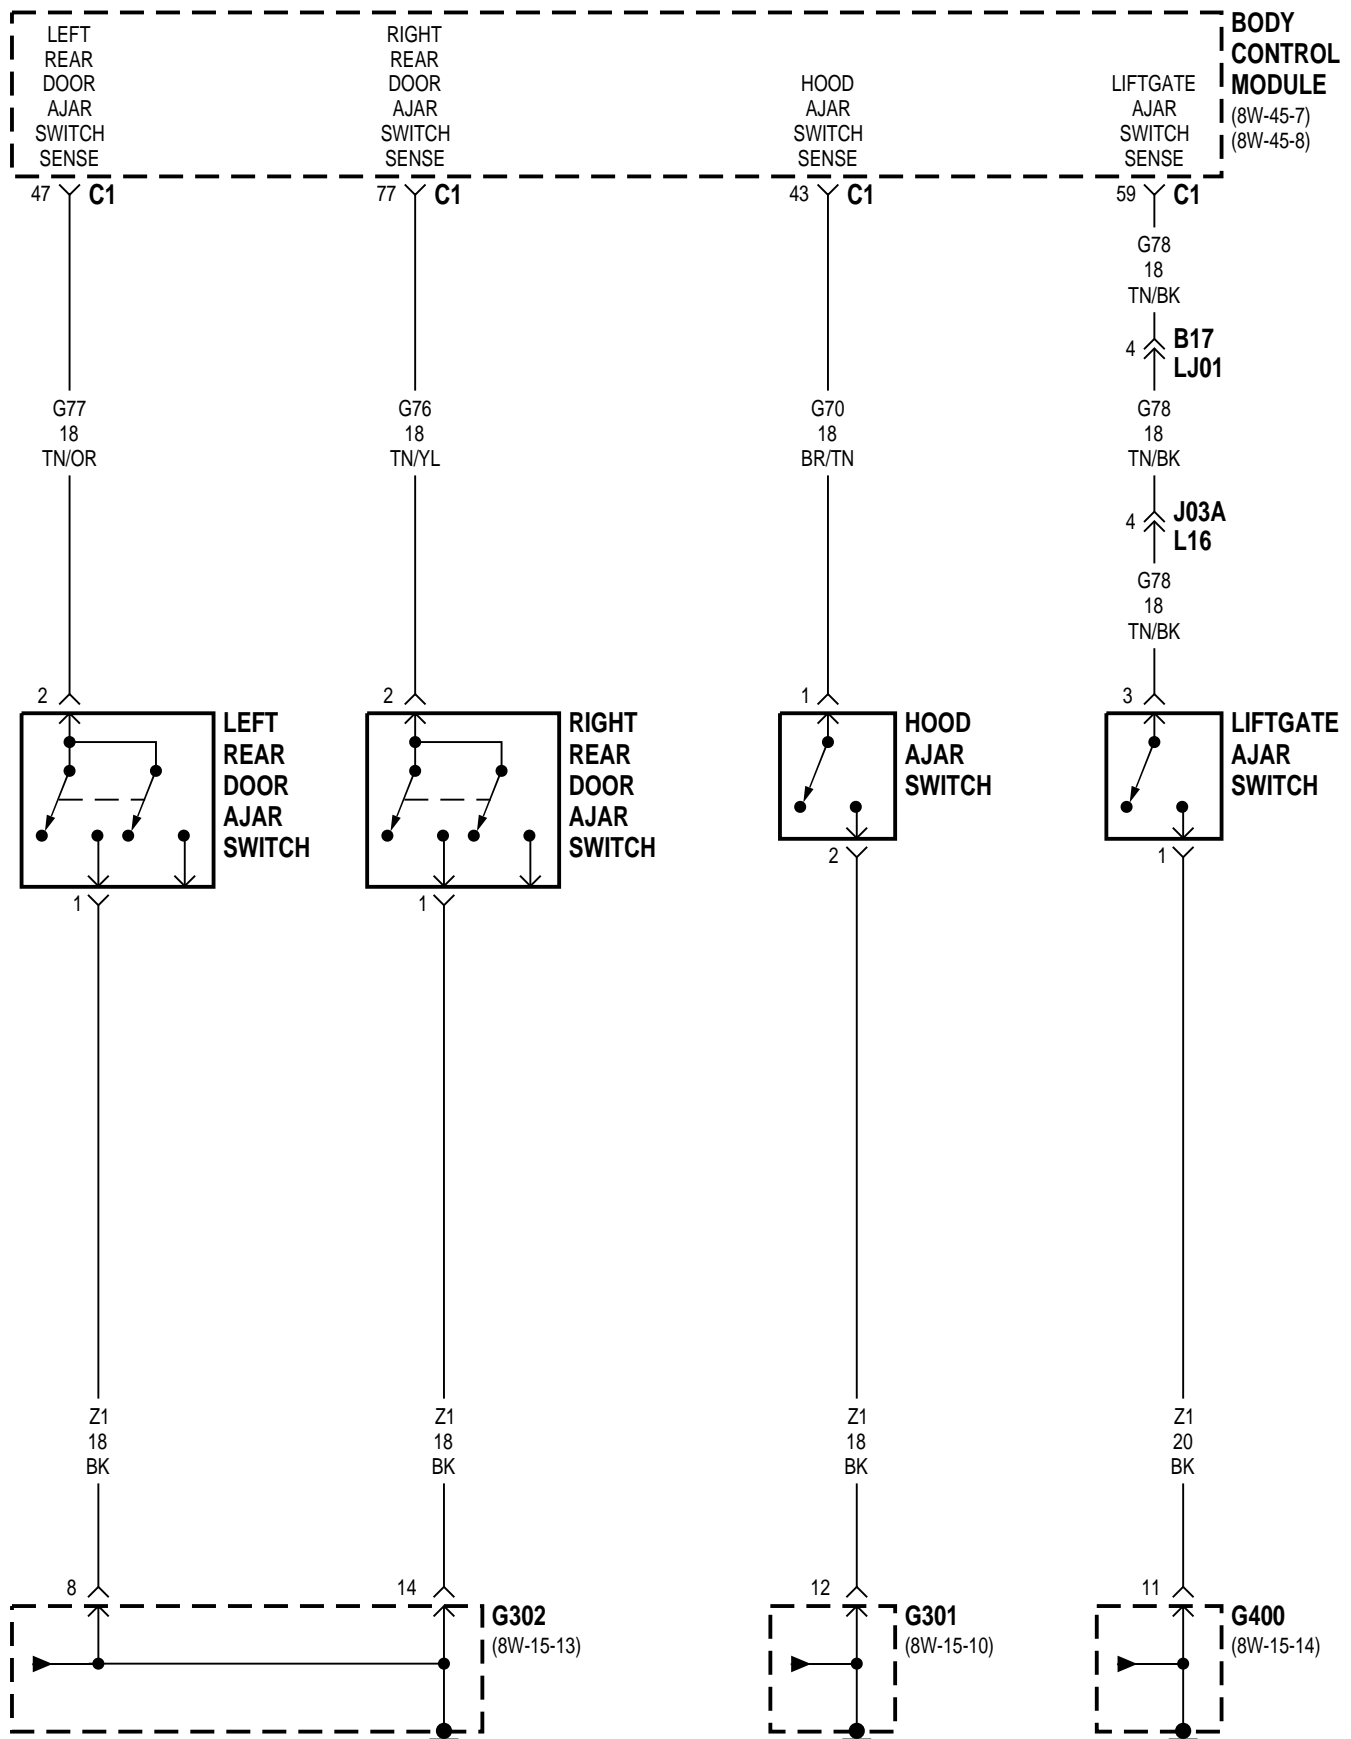 LEFT
REAR
DOOR
AJAR
SWITCH
SENSE
RIGHT
REAR
DOOR
AJAR
SWITCH
SENSE
HOOD
AJAR
SWITCH
SENSE
LIFTGATE
AJAR
SWITCH
SENSE
BODY
CONTROL
MODULE
(8W-45-7)
(8W-45-8)
47 C1
77 C1
43 C1
59 C1
G78
18
TN/BK
4 B17
LJ01
G77
18
TN/OR
G76
18
TN/YL
G70
18
BR/TN
G78
18
TN/BK
4 J03A
L16
G78
18
TN/BK
2
2
1
3
LEFT
REAR
DOOR
AJAR
SWITCH
RIGHT
REAR
DOOR
AJAR
SWITCH
HOOD
AJAR
SWITCH
LIFTGATE
AJAR
SWITCH
1
1
2
1
Z1
18
BK
Z1
18
BK
Z1
18
BK
Z1
20
BK
8
14
12
11
G302
(8W-15-13)
G301
(8W-15-10)
G400
(8W-15-14)